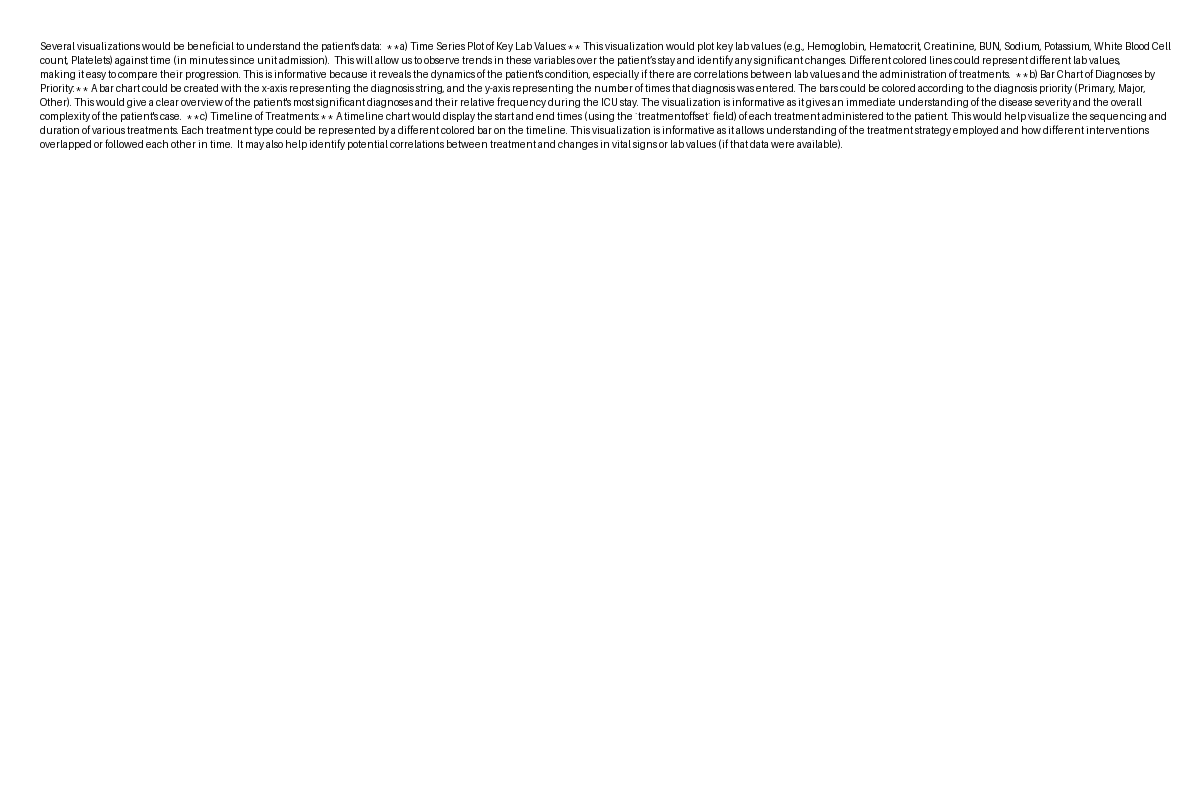 Several visualizations would be beneficial to understand the patient's data:  **a) Time Series Plot of Key Lab Values:** This visualization would plot key lab values (e.g., Hemoglobin, Hematocrit, Creatinine, BUN, Sodium, Potassium, White Blood Cell
count, Platelets) against time (in minutes since unit admission).  This will allow us to observe trends in these variables over the patient's stay and identify any significant changes. Different colored lines could represent different lab values,
making it easy to compare their progression. This is informative because it reveals the dynamics of the patient's condition, especially if there are correlations between lab values and the administration of treatments.  **b) Bar Chart of Diagnoses by
Priority:** A bar chart could be created with the x-axis representing the diagnosis string, and the y-axis representing the number of times that diagnosis was entered. The bars could be colored according to the diagnosis priority (Primary, Major,
Other). This would give a clear overview of the patient's most significant diagnoses and their relative frequency during the ICU stay. The visualization is informative as it gives an immediate understanding of the disease severity and the overall
complexity of the patient's case.  **c) Timeline of Treatments:** A timeline chart would display the start and end times (using the `treatmentoffset` field) of each treatment administered to the patient. This would help visualize the sequencing and
duration of various treatments. Each treatment type could be represented by a different colored bar on the timeline. This visualization is informative as it allows understanding of the treatment strategy employed and how different interventions
overlapped or followed each other in time.  It may also help identify potential correlations between treatment and changes in vital signs or lab values (if that data were available).